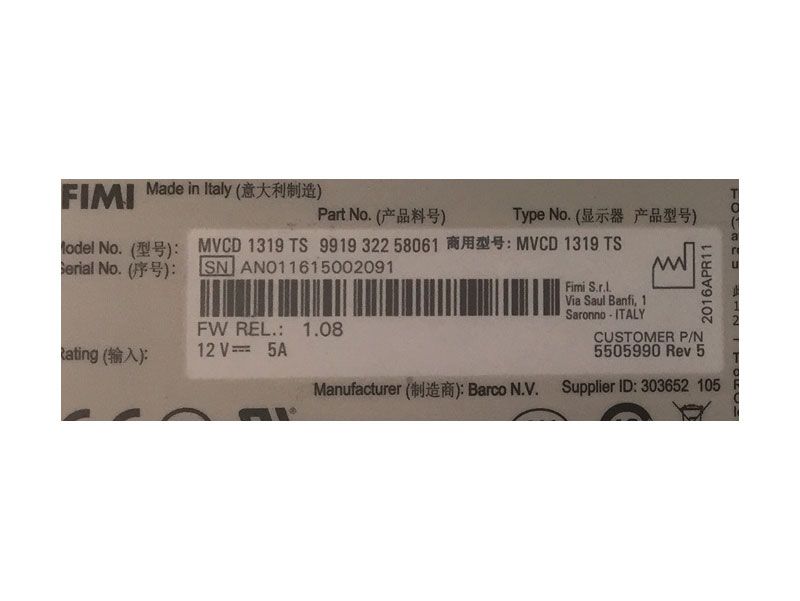 FIMI Made in Italy (意大利制造)
Part No. (产品料号) Type No. (显示器 产品型号)
Model No. (型号): MVCD 1319 TS 9919 322 58061 商用型号: MVCD 1319 TS
Serial No. (序号): SN AN011615002091
2016APR11
Fimi S.r.l.
Via Saul Banfi, 1
Saronno - ITALY
FW REL.: 1.08
CUSTOMER P/N
Rating (输入): 12 V 5A
5505990 Rev 5
Manufacturer (制造商): Barco N.V. Supplier ID: 303652 105